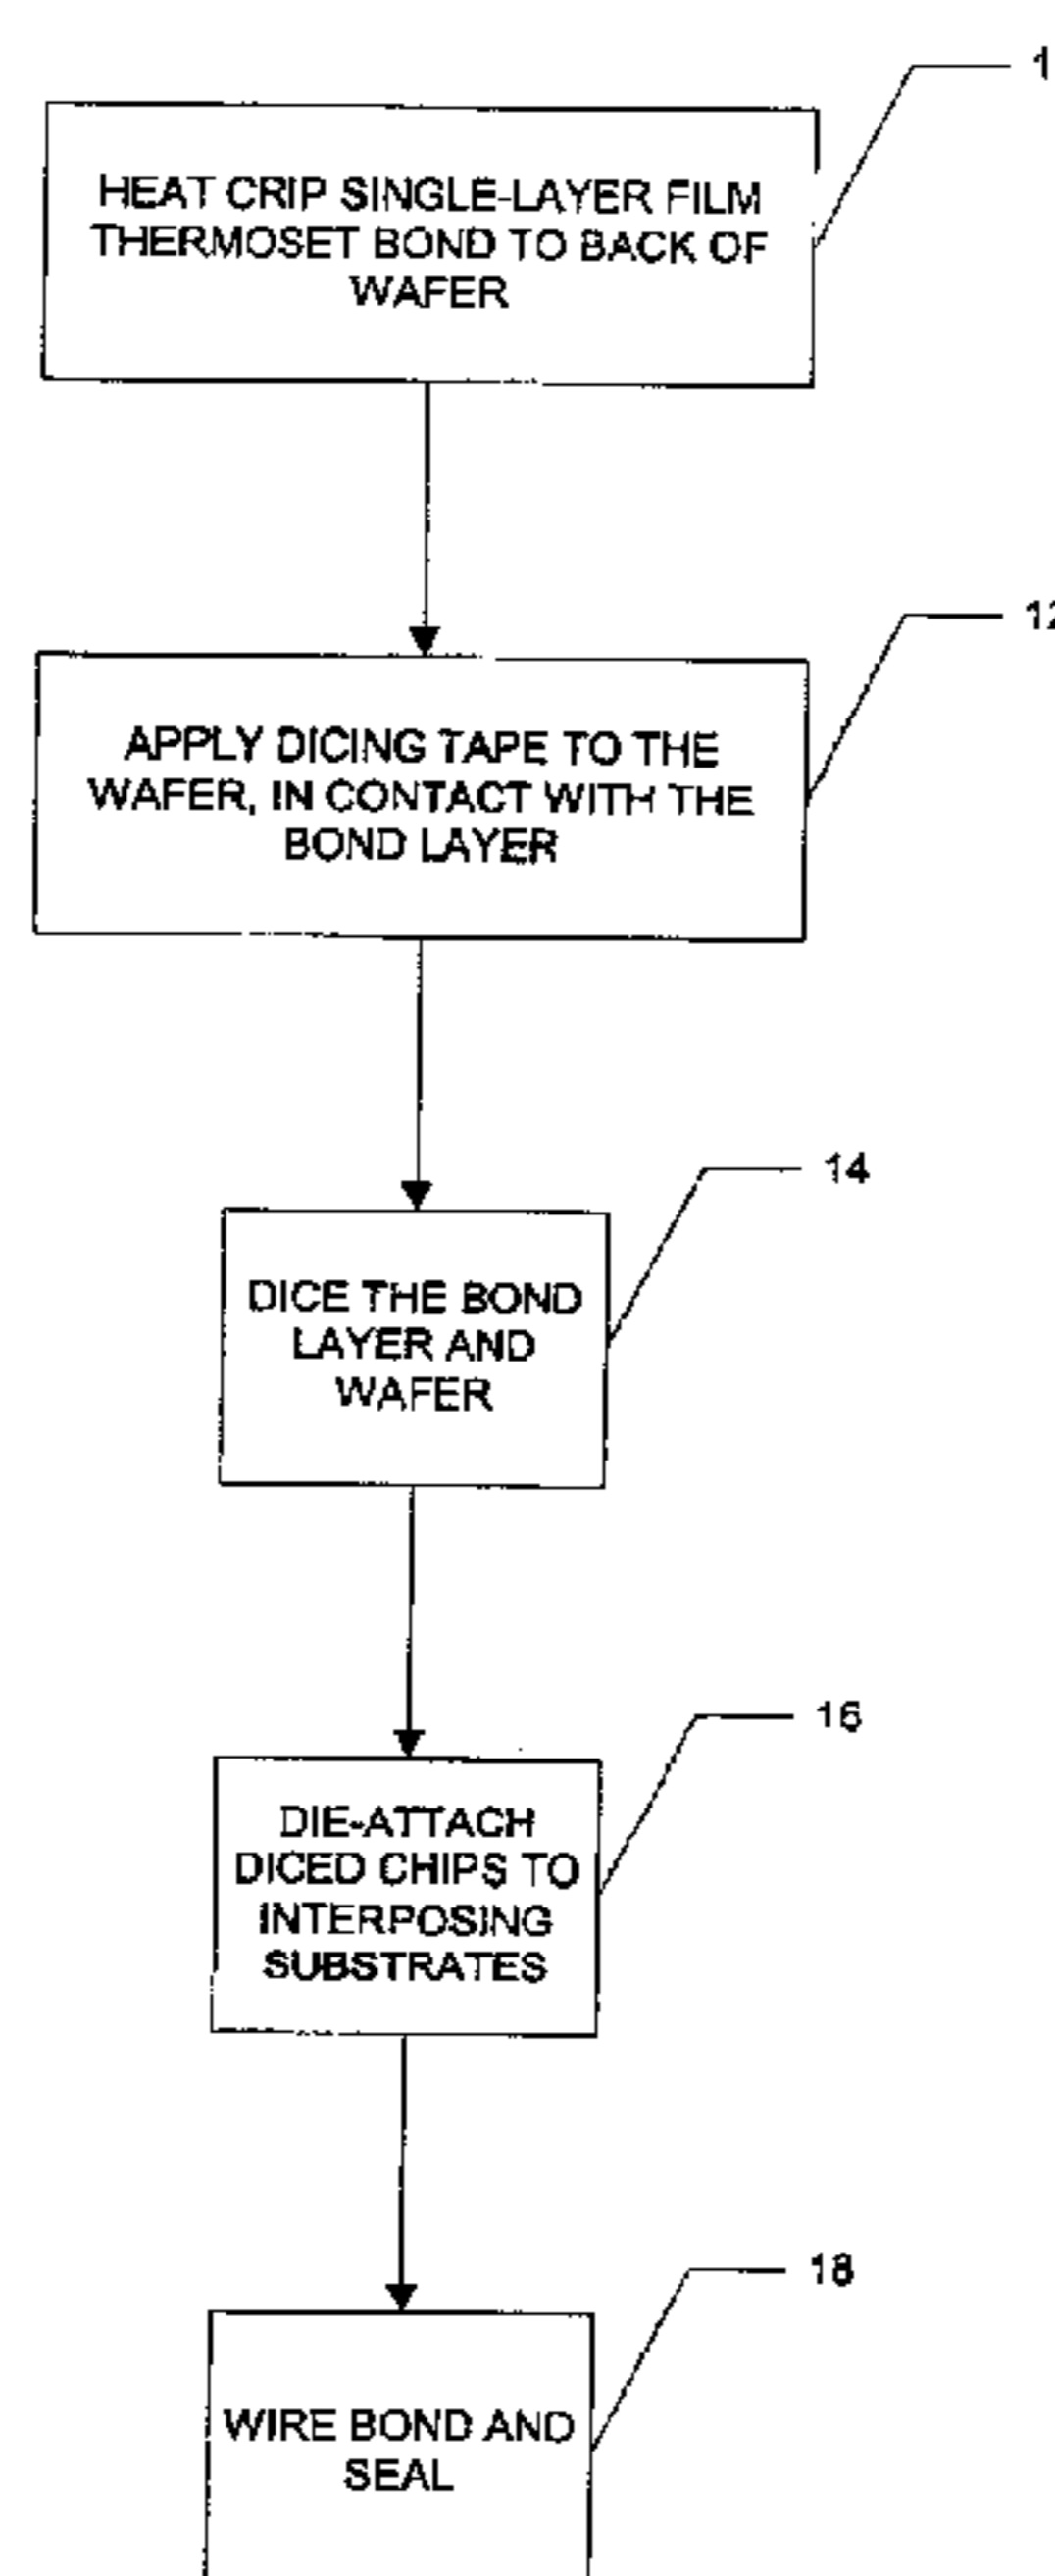 1
HEAT CRIP SINGLE-LAYER FILM
THERMOSET BOND TO BACK OF
WAFER
12
APPLY DICING TAPE TO THE
WAFER, IN CONTACT WITH THE
BOND LAYER
14
DICE THE BOND
LAYER AND
WAFER
16
DIE-ATTACH
DICED CHIPS TO
INTERPOSING
SUBSTRATES
18
WIRE BOND AND
SEAL